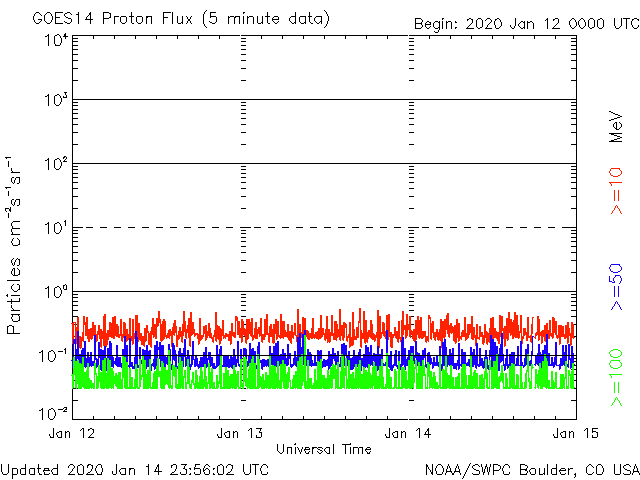 GOES14 Proton Flux (5 minute data)
Begin: 2020 Jan 12 0000 UTC
10⁴
10³
10²
10¹
10⁰
10⁻¹
10⁻²
Particles cm⁻²s⁻¹sr⁻¹
MeV
>=10
>=50
>=100
Jan 12
Jan 13
Jan 14
Jan 15
Universal Time
Updated 2020 Jan 14 23:56:02 UTC
NOAA/SWPC Boulder, CO USA